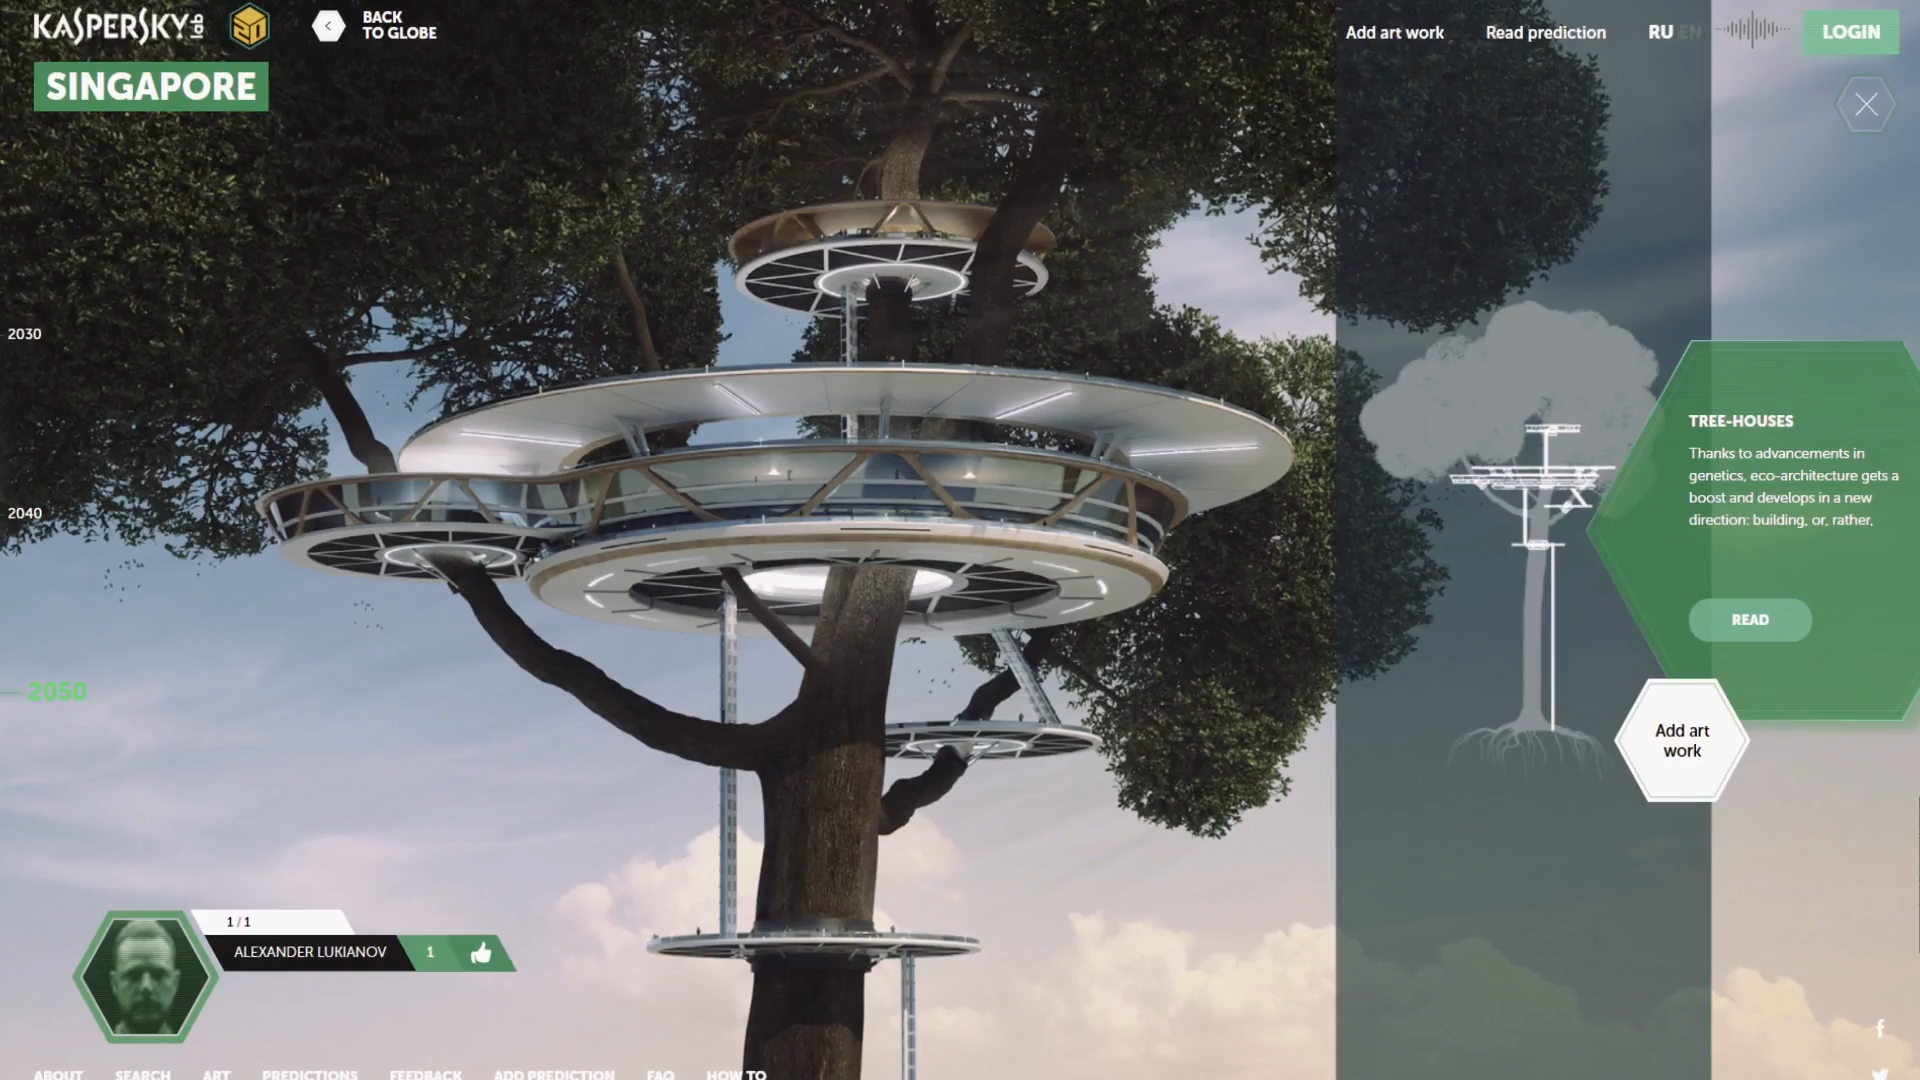 KASPERSKY lab
BACK
TO GLOBE
Add art work
Read prediction
RU EN
LOGIN
SINGAPORE
2030
2040
2050
TREE-HOUSES
Thanks to advancements in
genetics, eco-architecture gets a
boost and develops in a new
direction: building, or, rather,
READ
Add art
work
1 / 1
ALEXANDER LUKIANOV
1
ABOUT SEARCH ART PREDICTIONS FEEDBACK ADD PREDICTION FAQ HOW TO